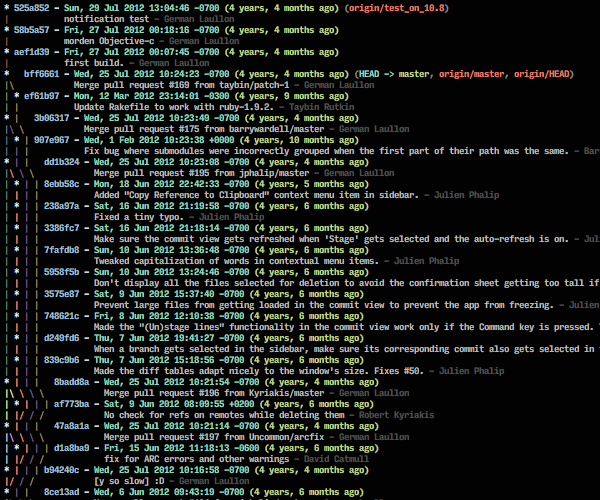 * 525a852 - Sun, 29 Jul 2012 13:04:46 -0700 (4 years, 4 months ago) (origin/test_on_10.8)
| notification test - German Laullon
* 58b5a57 - Fri, 27 Jul 2012 00:18:16 -0700 (4 years, 4 months ago)
| morden Objective-c - German Laullon
* aef1d39 - Fri, 27 Jul 2012 00:07:45 -0700 (4 years, 4 months ago)
| first build. - German Laullon
* bff6661 - Wed, 25 Jul 2012 10:24:23 -0700 (4 years, 4 months ago) (HEAD -> master, origin/master, origin/HEAD)
|\ Merge pull request #169 from taybin/patch-1 - German Laullon
| * ef61b97 - Mon, 12 Mar 2012 23:14:01 -0300 (4 years, 9 months ago)
| | Update Rakefile to work with ruby-1.9.2. - Taybin Rutkin
* | 3b06317 - Wed, 25 Jul 2012 10:23:49 -0700 (4 years, 4 months ago)
|\ \ Merge pull request #175 from barrywardell/master - German Laullon
| * | 907e967 - Wed, 1 Feb 2012 10:23:38 +0000 (4 years, 10 months ago)
| | | Fix bug where submodules were incorrectly grouped when the first part of their path was the same. - Bar
* | | dd1b324 - Wed, 25 Jul 2012 10:23:08 -0700 (4 years, 4 months ago)
|\ \ \ Merge pull request #195 from jphalip/master - German Laullon
| * | | 8ebb58c - Mon, 18 Jun 2012 22:42:33 -0700 (4 years, 5 months ago)
| | | | Added "Copy Reference to Clipboard" context menu item in sidebar. - Julien Phalip
| * | | 238a97a - Sat, 16 Jun 2012 21:19:58 -0700 (4 years, 6 months ago)
| | | | Fixed a tiny typo. - Julien Phalip
| * | | 3386fc7 - Sat, 16 Jun 2012 21:18:14 -0700 (4 years, 6 months ago)
| | | | Make sure the commit view gets refreshed when 'Stage' gets selected and the auto-refresh is on. - Juli
| * | | 7fafdb8 - Sun, 10 Jun 2012 13:36:48 -0700 (4 years, 6 months ago)
| | | | Tweaked capitalization of words in contextual menu items. - Julien Phalip
| * | | 5958f5b - Sun, 10 Jun 2012 13:24:46 -0700 (4 years, 6 months ago)
| | | | Don't display all the files selected for deletion to avoid the confirmation sheet getting too tall if
| * | | 3575e87 - Sat, 9 Jun 2012 15:37:40 -0700 (4 years, 6 months ago)
| | | | Prevent large files from getting loaded in the commit view to prevent the app from freezing. - Julien
| * | | 748621c - Fri, 8 Jun 2012 12:10:38 -0700 (4 years, 6 months ago)
| | | | Made the "(Un)stage lines" functionality in the commit view work only if the Command key is pressed.
| * | | d249fd6 - Thu, 7 Jun 2012 19:41:27 -0700 (4 years, 6 months ago)
| | | | When a branch gets selected in the sidebar, make sure its corresponding commit also gets selected in
| * | | 839c9b6 - Thu, 7 Jun 2012 15:18:56 -0700 (4 years, 6 months ago)
| | | | Made the diff tables adapt nicely to the window's size. Fixes #50. - Julien Phalip
* | | | 8badd8a - Wed, 25 Jul 2012 10:21:54 -0700 (4 years, 4 months ago)
|\ \ \ \ Merge pull request #196 from Kyriakis/master - German Laullon
| * | | | af773ba - Sat, 9 Jun 2012 08:09:55 +0200 (4 years, 6 months ago)
| |/ / / No check for refs on remotes while deleting them - Robert Kyriakis
* | | | 47a8a1a - Wed, 25 Jul 2012 10:21:14 -0700 (4 years, 4 months ago)
|\ \ \ \ Merge pull request #197 from Uncommon/arcfix - German Laullon
| * | | | d1a8ba9 - Fri, 15 Jun 2012 11:18:13 -0600 (4 years, 6 months ago)
| |/ / / fix for ARC errors and other warnings - David Catmull
* | | | b94240c - Wed, 25 Jul 2012 10:16:58 -0700 (4 years, 4 months ago)
|/ / / [y so slow] :D - German Laullon
* | | 8ce13ad - Wed, 6 Jun 2012 09:43:19 -0700 (4 years, 6 months ago)